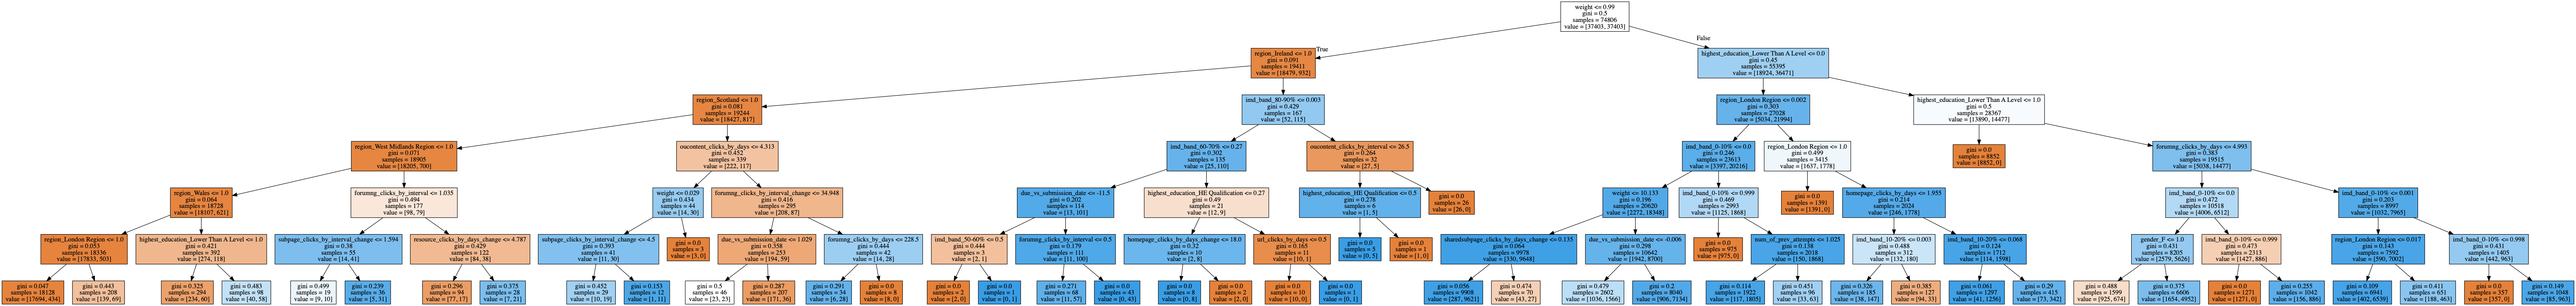 weight <= 0.99
gini = 0.5
samples = 74806
value = [37403, 37403]
True
False
region_Ireland <= 1.0
gini = 0.091
samples = 19411
value = [18479, 932]
highest_education_Lower Than A Level <= 0.0
gini = 0.45
samples = 55395
value = [18924, 36471]
region_Scotland <= 1.0
gini = 0.081
samples = 19244
value = [18427, 817]
imd_band_80-90% <= 0.003
gini = 0.429
samples = 167
value = [52, 115]
region_London Region <= 0.002
gini = 0.303
samples = 27028
value = [5034, 21994]
highest_education_Lower Than A Level <= 1.0
gini = 0.5
samples = 28367
value = [13890, 14477]
region_West Midlands Region <= 1.0
gini = 0.071
samples = 18905
value = [18205, 700]
oucontent_clicks_by_days <= 4.313
gini = 0.452
samples = 339
value = [222, 117]
imd_band_60-70% <= 0.27
gini = 0.302
samples = 135
value = [25, 110]
oucontent_clicks_by_interval <= 26.5
gini = 0.264
samples = 32
value = [27, 5]
imd_band_0-10% <= 0.0
gini = 0.246
samples = 23613
value = [3397, 20216]
region_London Region <= 1.0
gini = 0.499
samples = 3415
value = [1637, 1778]
gini = 0.0
samples = 8852
value = [8852, 0]
forumng_clicks_by_days <= 4.993
gini = 0.383
samples = 19515
value = [5038, 14477]
region_Wales <= 1.0
gini = 0.064
samples = 18728
value = [18107, 621]
forumng_clicks_by_interval <= 1.035
gini = 0.494
samples = 177
value = [98, 79]
weight <= 0.029
gini = 0.434
samples = 44
value = [14, 30]
forumng_clicks_by_interval_change <= 34.948
gini = 0.416
samples = 295
value = [208, 87]
due_vs_submission_date <= -11.5
gini = 0.202
samples = 114
value = [13, 101]
highest_education_HE Qualification <= 0.27
gini = 0.49
samples = 21
value = [12, 9]
highest_education_HE Qualification <= 0.5
gini = 0.278
samples = 6
value = [1, 5]
gini = 0.0
samples = 26
value = [26, 0]
weight <= 10.133
gini = 0.196
samples = 20620
value = [2272, 18348]
imd_band_0-10% <= 0.999
gini = 0.469
samples = 2993
value = [1125, 1868]
gini = 0.0
samples = 1391
value = [1391, 0]
homepage_clicks_by_days <= 1.955
gini = 0.214
samples = 2024
value = [246, 1778]
imd_band_0-10% <= 0.0
gini = 0.472
samples = 10518
value = [4006, 6512]
imd_band_0-10% <= 0.001
gini = 0.203
samples = 8997
value = [1032, 7965]
region_London Region <= 1.0
gini = 0.053
samples = 18336
value = [17833, 503]
highest_education_Lower Than A Level <= 1.0
gini = 0.421
samples = 392
value = [274, 118]
subpage_clicks_by_interval_change <= 1.594
gini = 0.38
samples = 55
value = [14, 41]
resource_clicks_by_days_change <= 4.787
gini = 0.429
samples = 122
value = [84, 38]
subpage_clicks_by_interval_change <= 4.5
gini = 0.393
samples = 41
value = [11, 30]
gini = 0.0
samples = 3
value = [3, 0]
due_vs_submission_date <= 1.029
gini = 0.358
samples = 253
value = [194, 59]
forumng_clicks_by_days <= 228.5
gini = 0.444
samples = 42
value = [14, 28]
imd_band_50-60% <= 0.5
gini = 0.444
samples = 3
value = [2, 1]
forumng_clicks_by_interval <= 0.5
gini = 0.179
samples = 111
value = [11, 100]
homepage_clicks_by_days_change <= 18.0
gini = 0.32
samples = 10
value = [2, 8]
url_clicks_by_days <= 0.5
gini = 0.165
samples = 11
value = [10, 1]
gini = 0.0
samples = 5
value = [0, 5]
gini = 0.0
samples = 1
value = [1, 0]
sharedsubpage_clicks_by_days_change <= 0.135
gini = 0.064
samples = 9978
value = [330, 9648]
due_vs_submission_date <= -0.006
gini = 0.298
samples = 10642
value = [1942, 8700]
gini = 0.0
samples = 975
value = [975, 0]
num_of_prev_attempts <= 1.025
gini = 0.138
samples = 2018
value = [150, 1868]
imd_band_10-20% <= 0.003
gini = 0.488
samples = 312
value = [132, 180]
imd_band_10-20% <= 0.068
gini = 0.124
samples = 1712
value = [114, 1598]
gender_F <= 1.0
gini = 0.431
samples = 8205
value = [2579, 5626]
imd_band_0-10% <= 0.999
gini = 0.473
samples = 2313
value = [1427, 886]
region_London Region <= 0.017
gini = 0.143
samples = 7592
value = [590, 7002]
imd_band_0-10% <= 0.998
gini = 0.431
samples = 1405
value = [442, 963]
gini = 0.047
samples = 18128
value = [17694, 434]
gini = 0.443
samples = 208
value = [139, 69]
gini = 0.325
samples = 294
value = [234, 60]
gini = 0.483
samples = 98
value = [40, 58]
gini = 0.499
samples = 19
value = [9, 10]
gini = 0.239
samples = 36
value = [5, 31]
gini = 0.296
samples = 94
value = [77, 17]
gini = 0.375
samples = 28
value = [7, 21]
gini = 0.452
samples = 29
value = [10, 19]
gini = 0.153
samples = 12
value = [1, 11]
gini = 0.5
samples = 46
value = [23, 23]
gini = 0.287
samples = 207
value = [171, 36]
gini = 0.291
samples = 34
value = [6, 28]
gini = 0.0
samples = 8
value = [8, 0]
gini = 0.0
samples = 2
value = [2, 0]
gini = 0.0
samples = 1
value = [0, 1]
gini = 0.271
samples = 68
value = [11, 57]
gini = 0.0
samples = 43
value = [0, 43]
gini = 0.0
samples = 8
value = [0, 8]
gini = 0.0
samples = 2
value = [2, 0]
gini = 0.0
samples = 10
value = [10, 0]
gini = 0.0
samples = 1
value = [0, 1]
gini = 0.056
samples = 9908
value = [287, 9621]
gini = 0.474
samples = 70
value = [43, 27]
gini = 0.479
samples = 2602
value = [1036, 1566]
gini = 0.2
samples = 8040
value = [906, 7134]
gini = 0.114
samples = 1922
value = [117, 1805]
gini = 0.451
samples = 96
value = [33, 63]
gini = 0.326
samples = 185
value = [38, 147]
gini = 0.385
samples = 127
value = [94, 33]
gini = 0.061
samples = 1297
value = [41, 1256]
gini = 0.29
samples = 415
value = [73, 342]
gini = 0.488
samples = 1599
value = [925, 674]
gini = 0.375
samples = 6606
value = [1654, 4952]
gini = 0.0
samples = 1271
value = [1271, 0]
gini = 0.255
samples = 1042
value = [156, 886]
gini = 0.109
samples = 6941
value = [402, 6539]
gini = 0.411
samples = 651
value = [188, 463]
gini = 0.0
samples = 357
value = [357, 0]
gini = 0.149
samples = 1048
value = [85, 963]